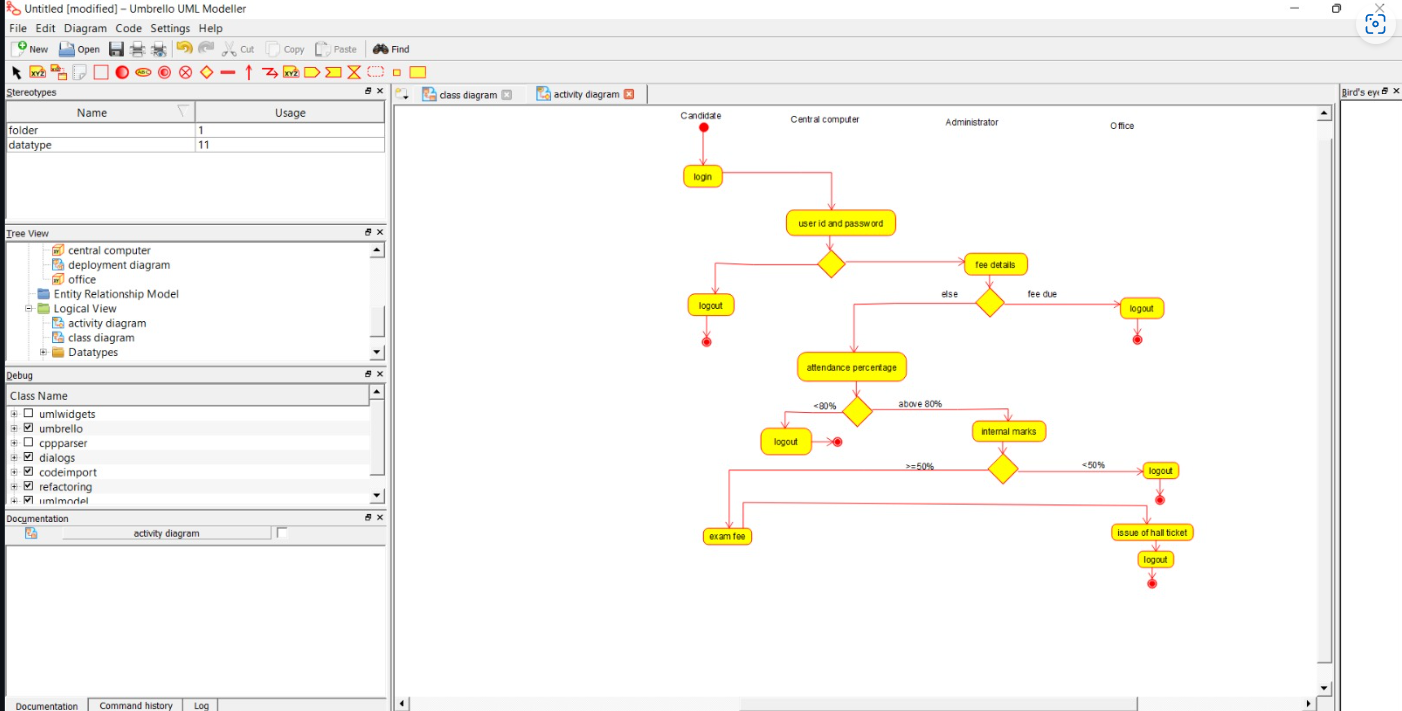 Untitled [modified] – Umbrello UML Modeller
File Edit Diagram Code Settings Help
New Open Cut Copy Paste Find
Stereotypes
Name Usage
folder 1
datatype 11
Tree View
central computer
deployment diagram
office
Entity Relationship Model
Logical View
activity diagram
class diagram
Datatypes
Debug
Class Name
umlwidgets
umbrello
cppparser
dialogs
codeimport
refactoring
umlmodel
Documentation
activity diagram
Documentation Command history Log
class diagram activity diagram
Bird's eye
Candidate Central computer Administrator Office
login
user id and password
fee details
else fee due
logout logout
attendance percentage
<80% above 80%
logout internal marks
>=50% <50%
logout
exam fee issue of hall ticket
logout